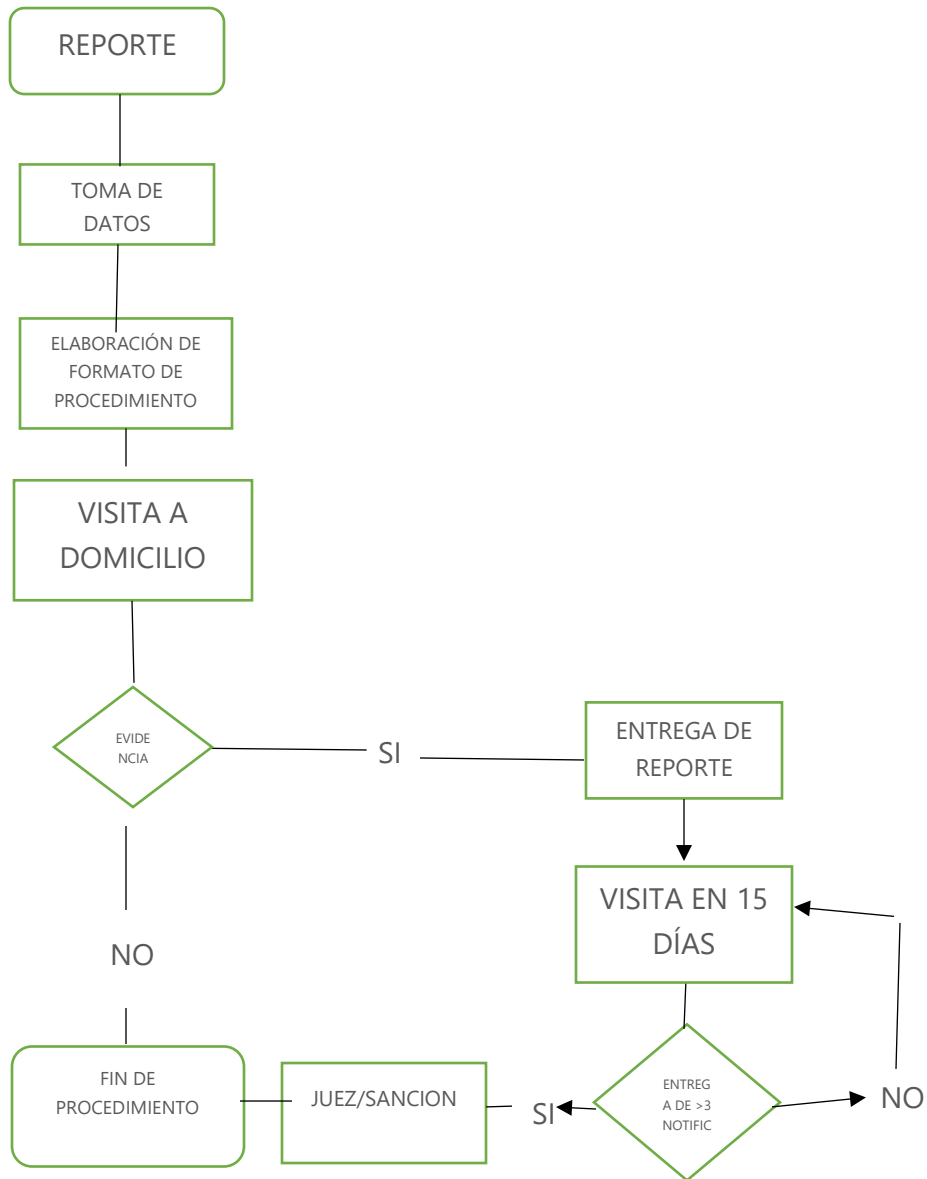 REPORTE
TOMA DE
DATOS
ELABORACIÓN DE
FORMATO DE
PROCEDIMIENTO
VISITA A
DOMICILIO
EVIDE
NCIA
SI
ENTREGA DE
REPORTE
VISITA EN 15
DÍAS
NO
FIN DE
PROCEDIMIENTO
JUEZ/SANCION
SI
ENTREG
A DE >3
NOTIFIC
NO